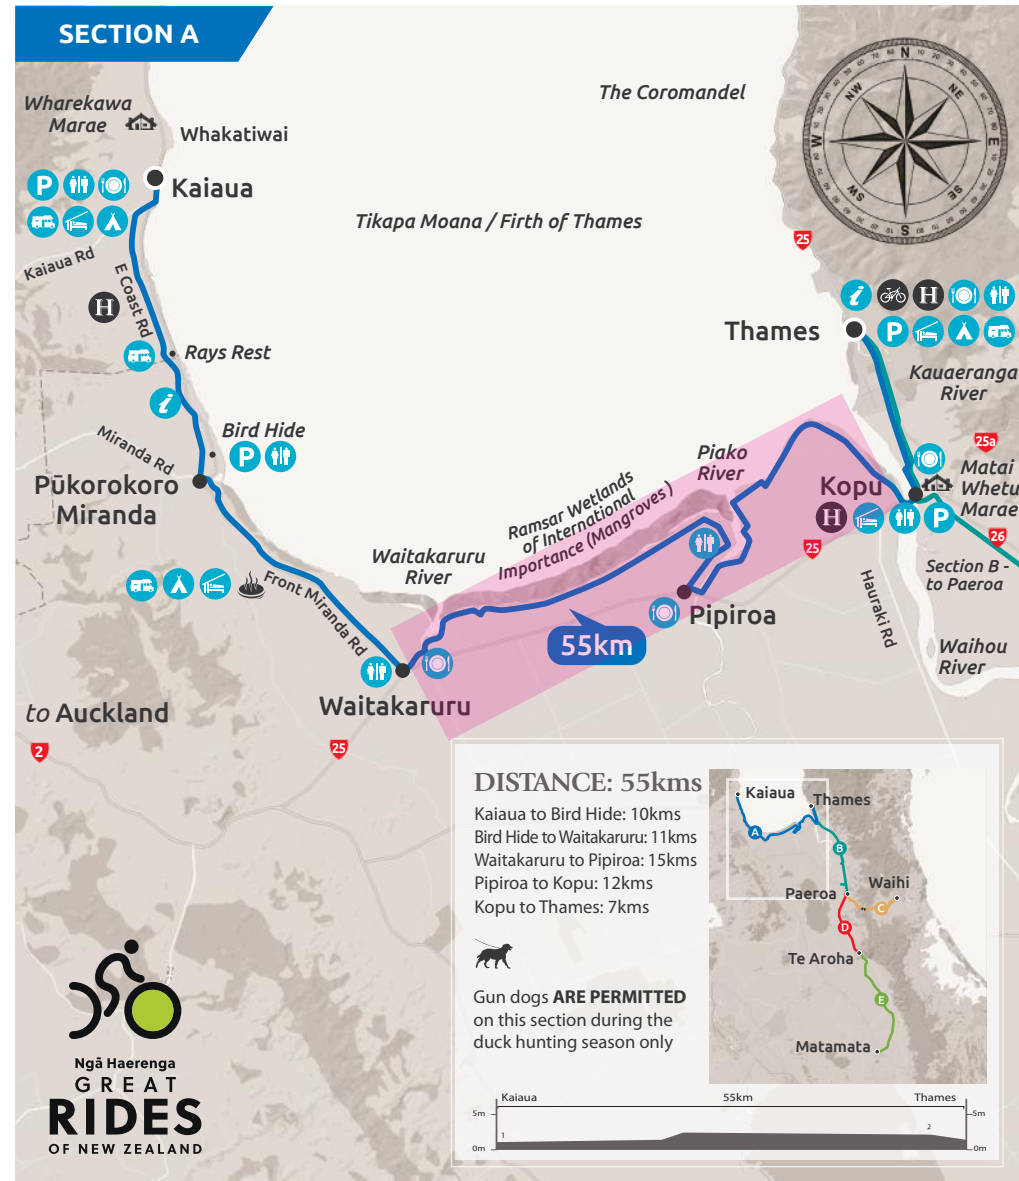 SECTION A
Wharekawa
Marae
Whakatiwai
Kaiaua
P
Kaiaua Rd
E Coast Rd
H
Rays Rest
i
Bird Hide
P
Miranda Rd
Pūkorokoro
Miranda
The Coromandel
Tikapa Moana / Firth of Thames
N
NE
E
SE
S
SW
W
NW
25
i
H
P
Thames
Kauaeranga
River
25a
Matai
Whetu
Marae
Kopu
H
P
26
25
Section B -
to Paeroa
Hauraki Rd
Waihou
River
Piako
River
Ramsar Wetlands
of International
Importance (Mangroves)
Waitakaruru
River
Front Miranda Rd
Pipiroa
55km
Waitakaruru
to Auckland
2
25
DISTANCE: 55kms
Kaiaua to Bird Hide: 10kms
Bird Hide to Waitakaruru: 11kms
Waitakaruru to Pipiroa: 15kms
Pipiroa to Kopu: 12kms
Kopu to Thames: 7kms
Gun dogs ARE PERMITTED
on this section during the
duck hunting season only
Kaiaua
Thames
A
B
Paeroa
Waihi
C
D
Te Aroha
E
Matamata
Kaiaua
55km
Thames
5m
5m
1
2
0m
0m
Ngā Haerenga
GREAT
RIDES
OF NEW ZEALAND